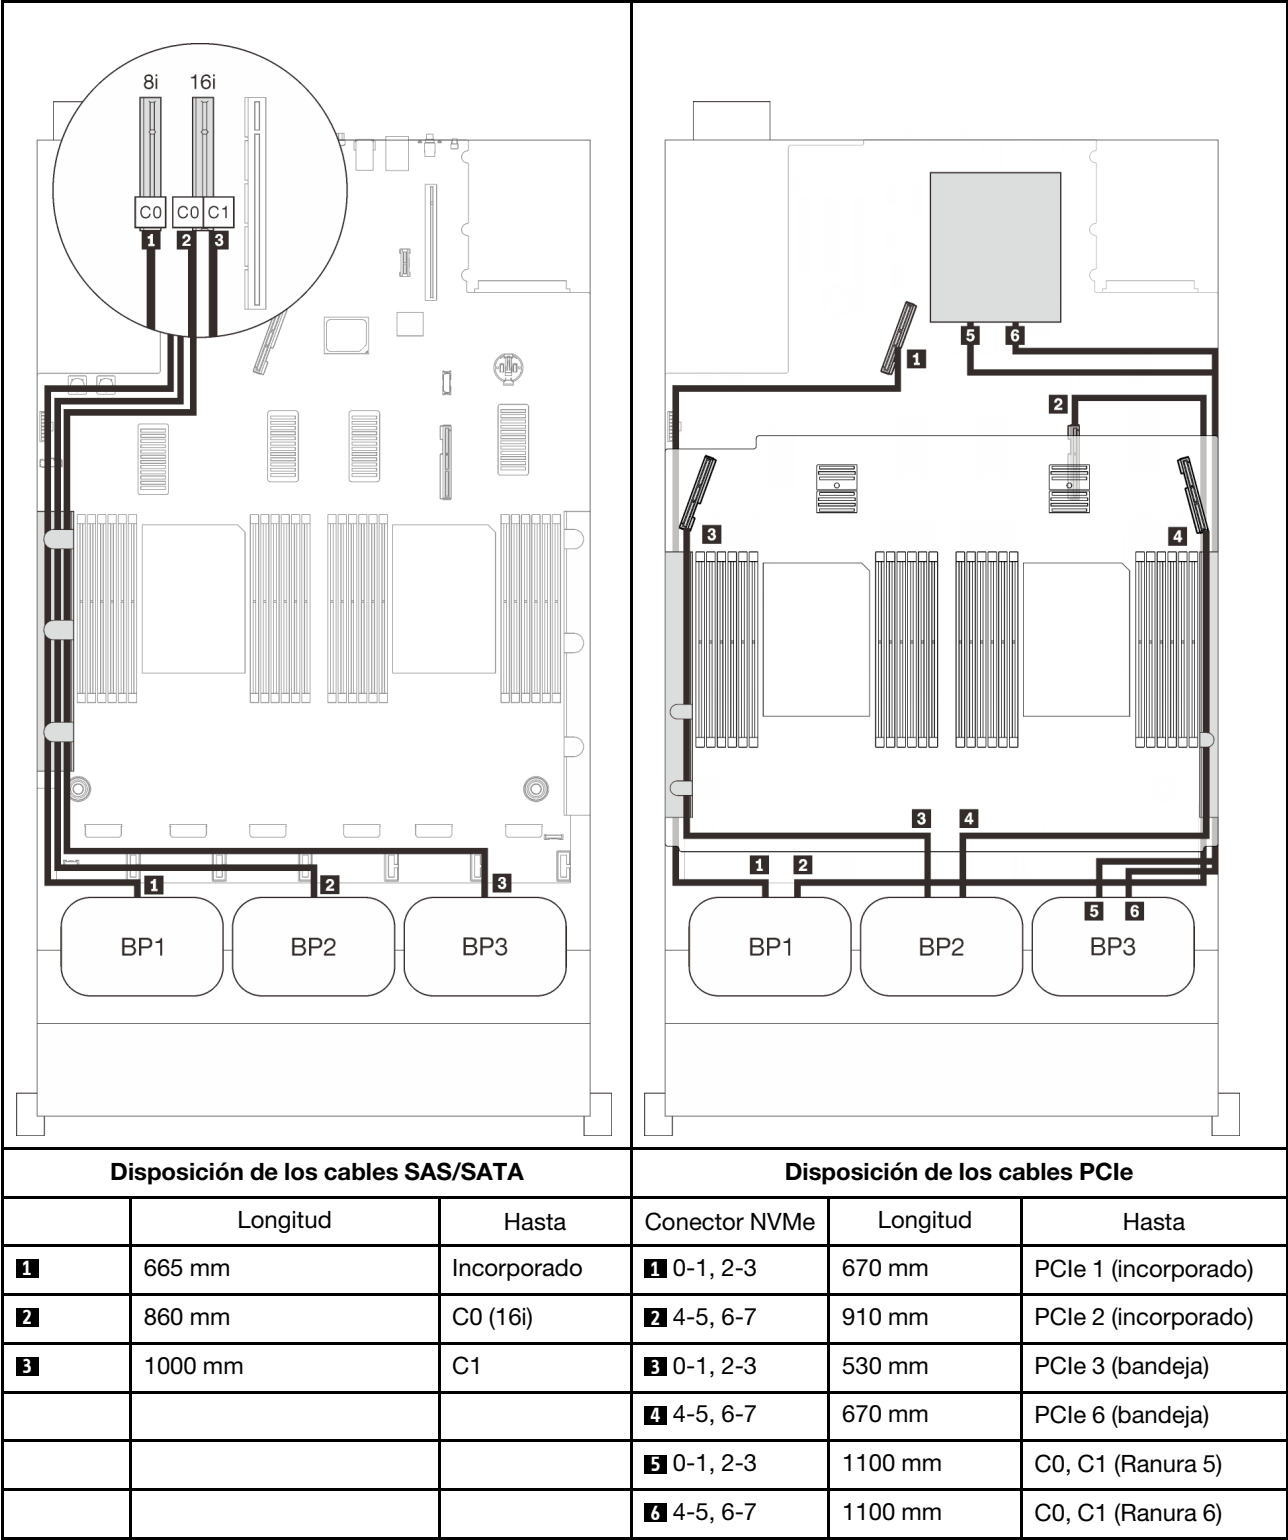 8i 16i
C0 C0 C1
1 2 3
1 2 3
BP1 BP2 BP3
5 6
1
2
3 4
3 4
1 2
5 6
BP1 BP2 BP3
Disposición de los cables SAS/SATA
Longitud Hasta
1 665 mm Incorporado
2 860 mm C0 (16i)
3 1000 mm C1
Disposición de los cables PCIe
Conector NVMe Longitud Hasta
1 0-1, 2-3 670 mm PCIe 1 (incorporado)
2 4-5, 6-7 910 mm PCIe 2 (incorporado)
3 0-1, 2-3 530 mm PCIe 3 (bandeja)
4 4-5, 6-7 670 mm PCIe 6 (bandeja)
5 0-1, 2-3 1100 mm C0, C1 (Ranura 5)
6 4-5, 6-7 1100 mm C0, C1 (Ranura 6)